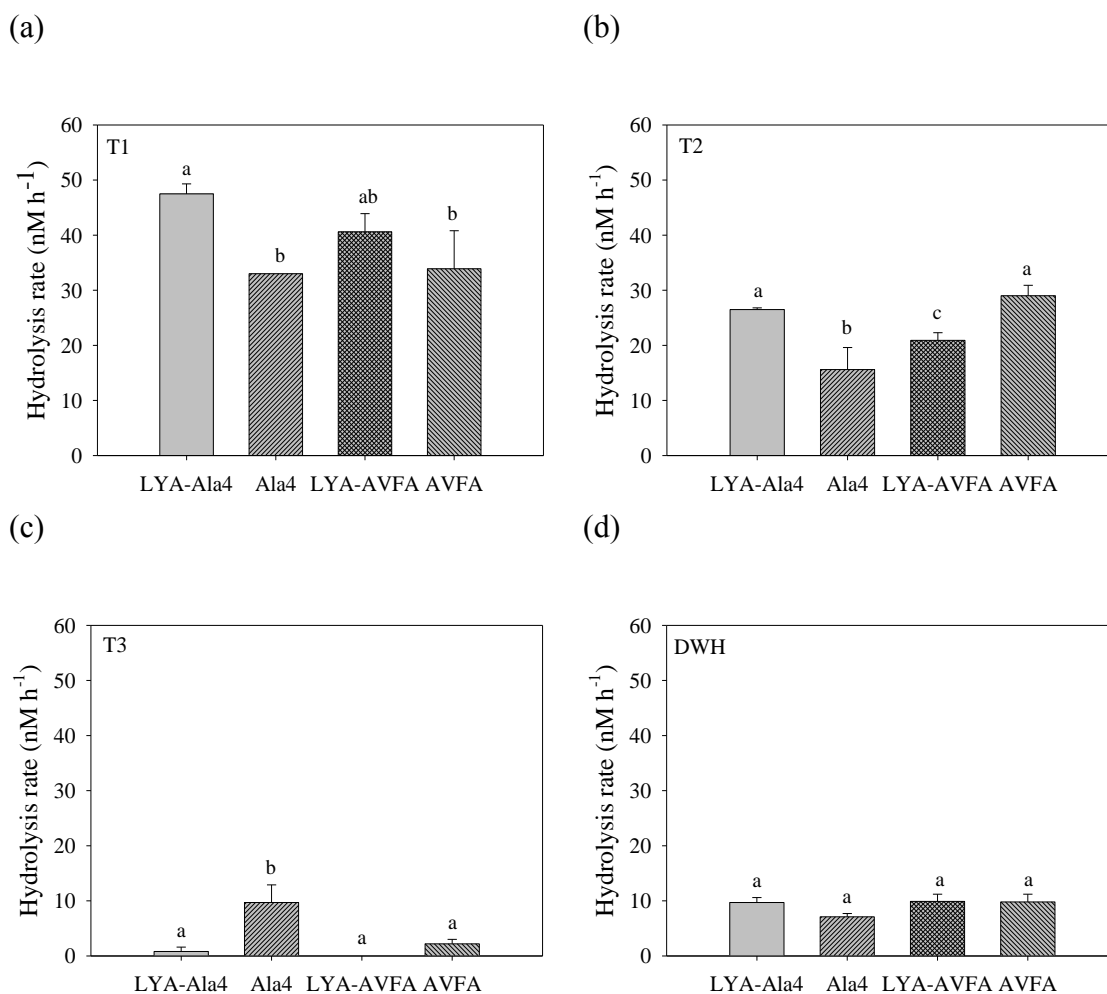 (a)
T1
Hydrolysis rate (nM h⁻¹)
60
50
40
30
20
10
0
a
b
ab
b
LYA-Ala4 Ala4 LYA-AVFA AVFA
(b)
T2
Hydrolysis rate (nM h⁻¹)
60
50
40
30
20
10
0
a
b
c
a
LYA-Ala4 Ala4 LYA-AVFA AVFA
(c)
T3
Hydrolysis rate (nM h⁻¹)
60
50
40
30
20
10
0
a
b
a
a
LYA-Ala4 Ala4 LYA-AVFA AVFA
(d)
DWH
Hydrolysis rate (nM h⁻¹)
60
50
40
30
20
10
0
a
a
a
a
LYA-Ala4 Ala4 LYA-AVFA AVFA